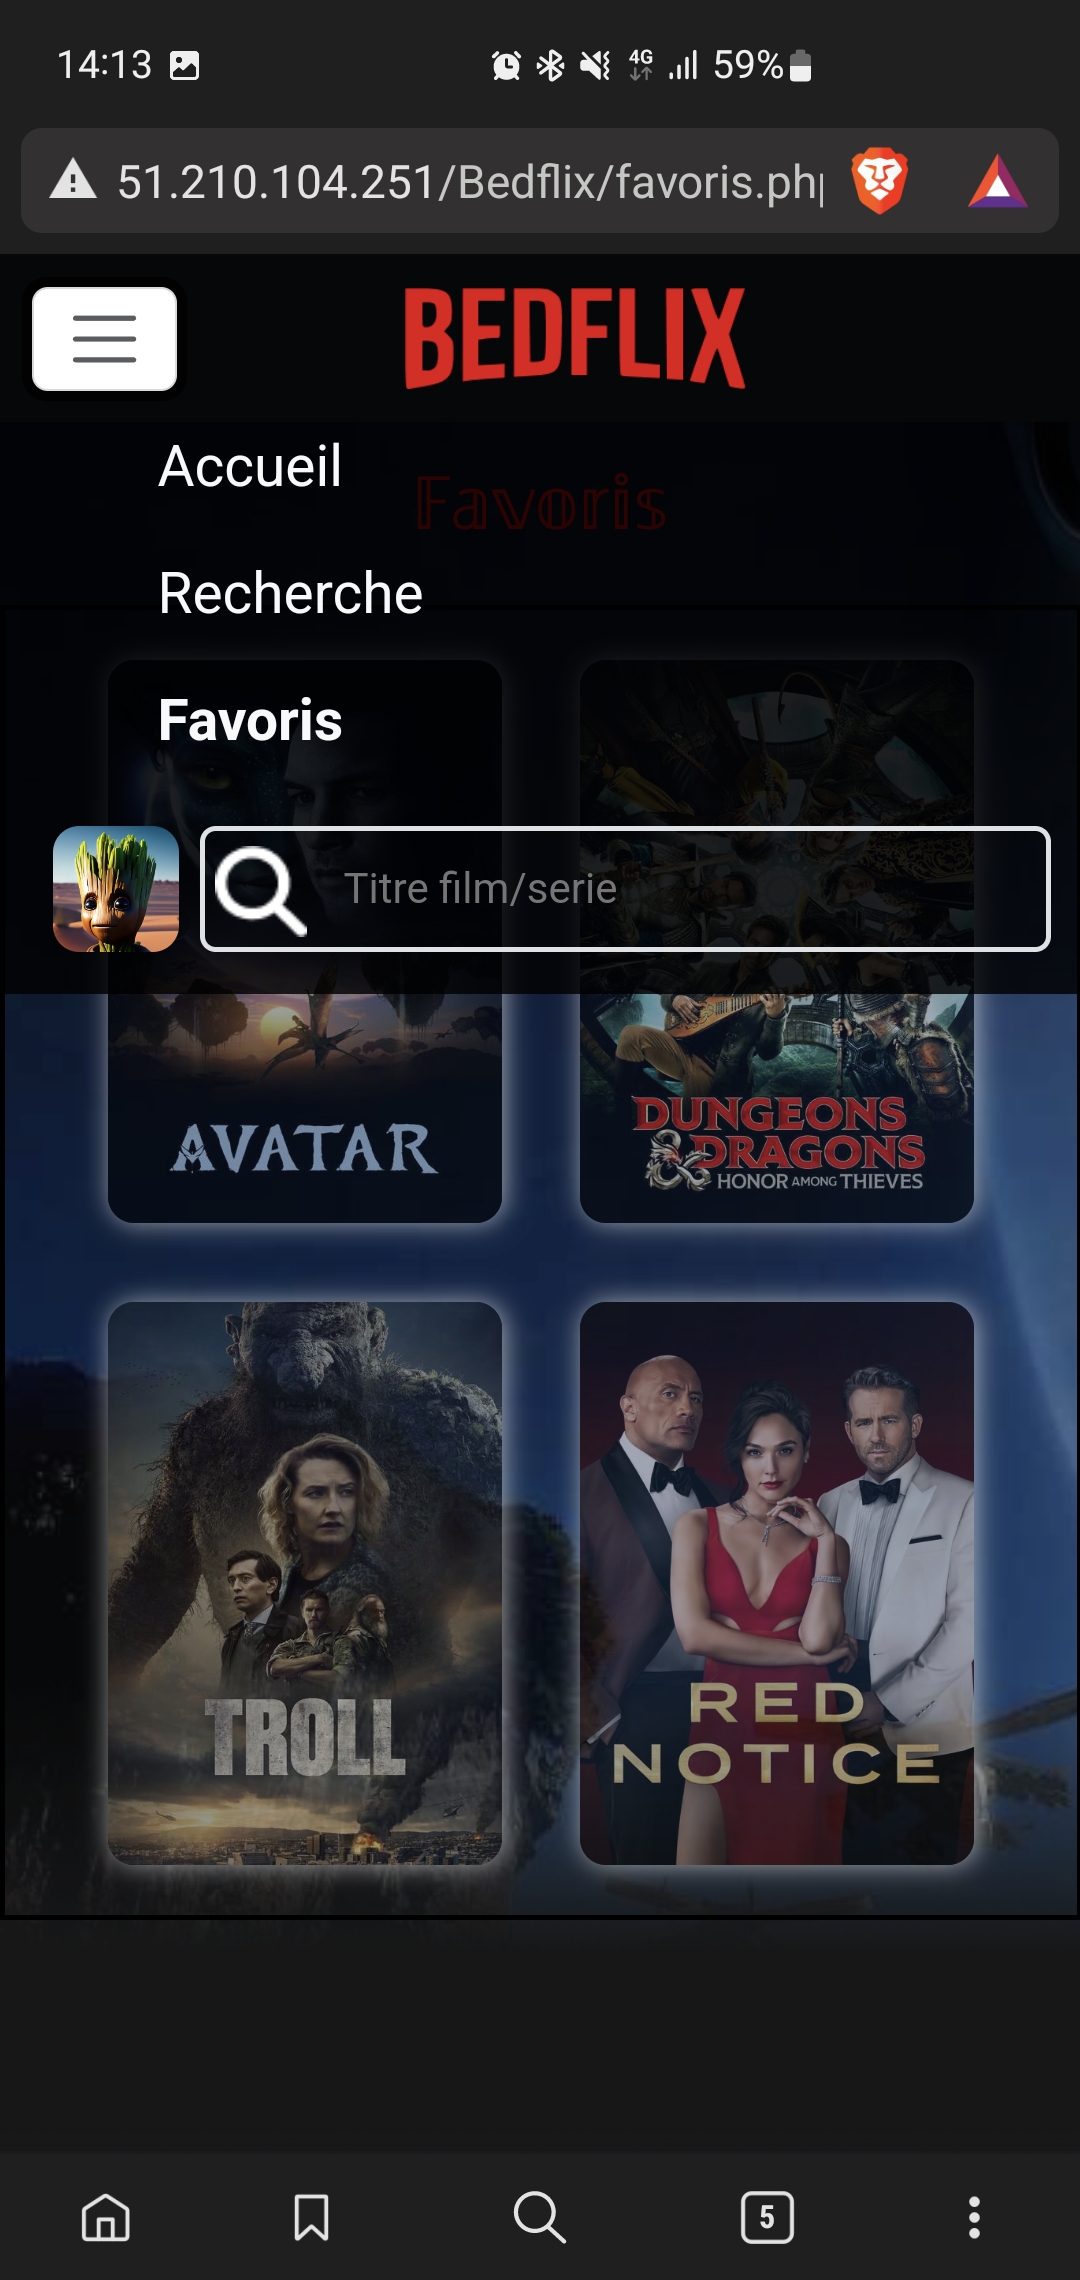 14:13 4G 59%
51.210.104.251/Bedflix/favoris.php
BEDFLIX
Accueil
Favoris
Recherche
Favoris
Titre film/serie
AVATAR
DUNGEONS
& DRAGONS
HONOR AMONG THIEVES
TROLL
RED
NOTICE
5